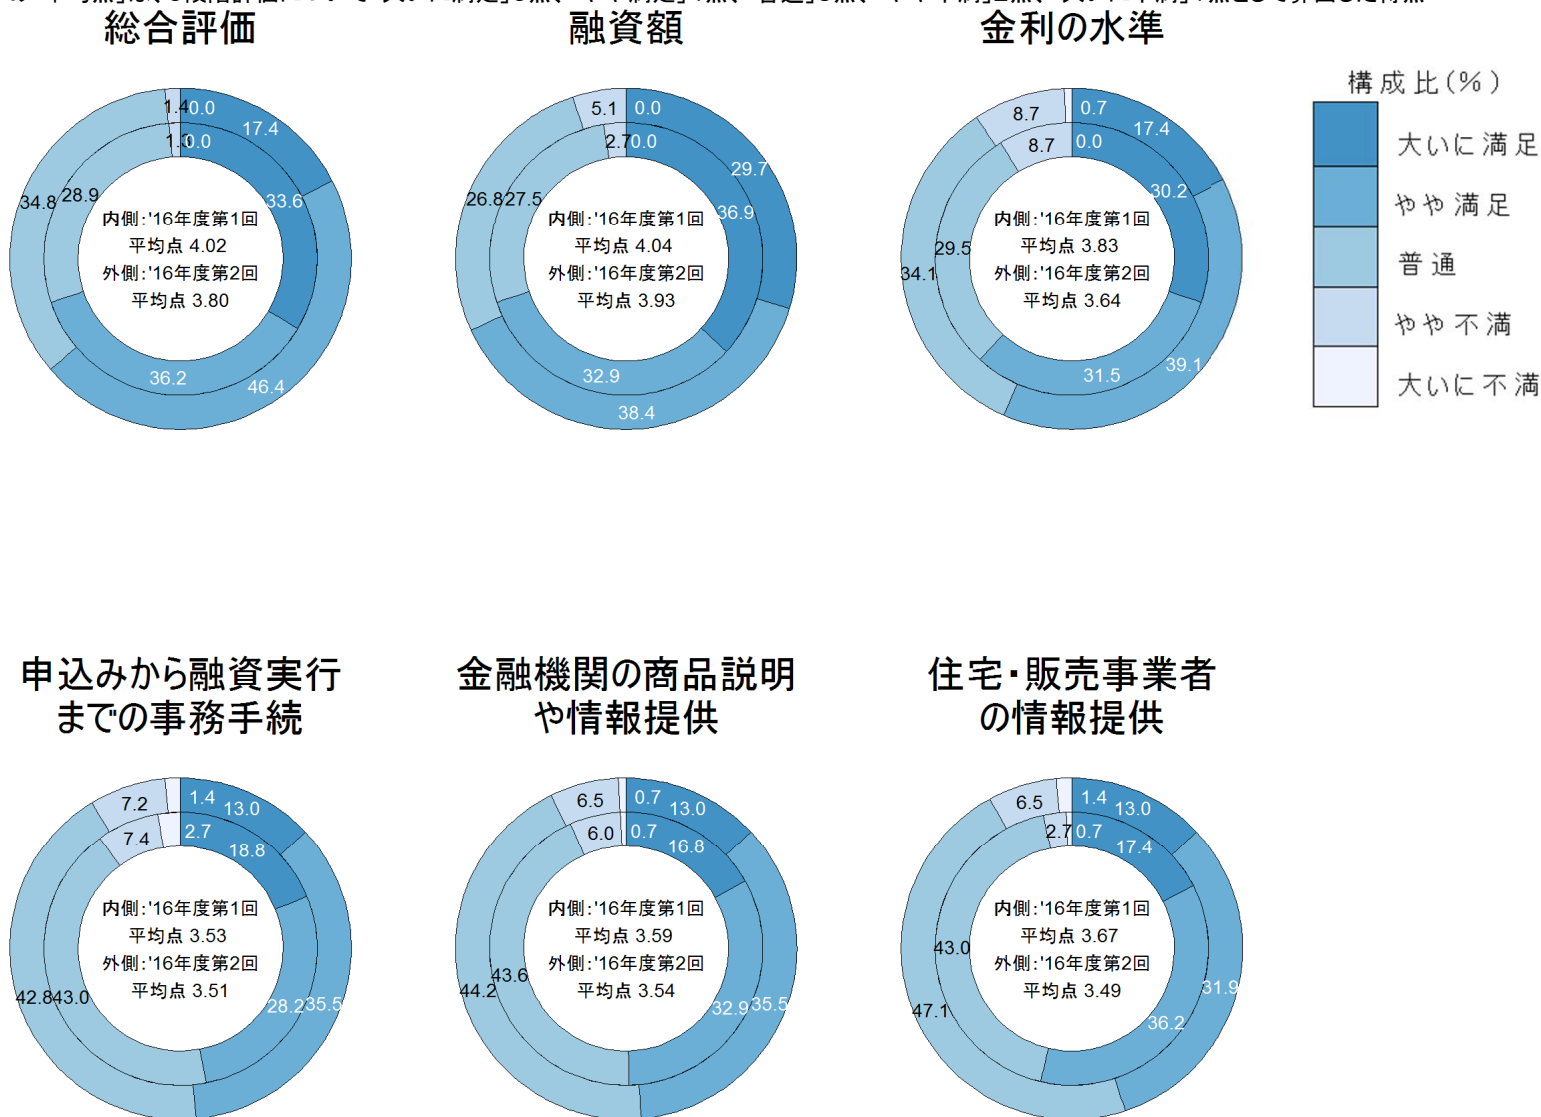 総合評価
融資額
金利の水準
構成比(%)
大いに満足
やや満足
普通
やや不満
大いに不満
1.4
0.0
17.4
1.3
0.0
33.6
34.8
28.9
36.2
46.4
内側:'16年度第1回
平均点 4.02
外側:'16年度第2回
平均点 3.80
5.1
0.0
29.7
2.7
0.0
36.9
26.8
27.5
32.9
38.4
内側:'16年度第1回
平均点 4.04
外側:'16年度第2回
平均点 3.93
8.7
0.7
17.4
8.7
0.0
30.2
29.5
34.1
31.5
39.1
内側:'16年度第1回
平均点 3.83
外側:'16年度第2回
平均点 3.64
申込みから融資実行
までの事務手続
金融機関の商品説明
や情報提供
住宅・販売事業者
の情報提供
7.2
1.4
13.0
7.4
2.7
18.8
42.8
43.0
28.2
35.5
内側:'16年度第1回
平均点 3.53
外側:'16年度第2回
平均点 3.51
6.5
0.7
13.0
6.0
0.7
16.8
44.2
43.6
32.9
35.5
内側:'16年度第1回
平均点 3.59
外側:'16年度第2回
平均点 3.54
6.5
1.4
13.0
2.7
0.7
17.4
43.0
47.1
36.2
31.9
内側:'16年度第1回
平均点 3.67
外側:'16年度第2回
平均点 3.49